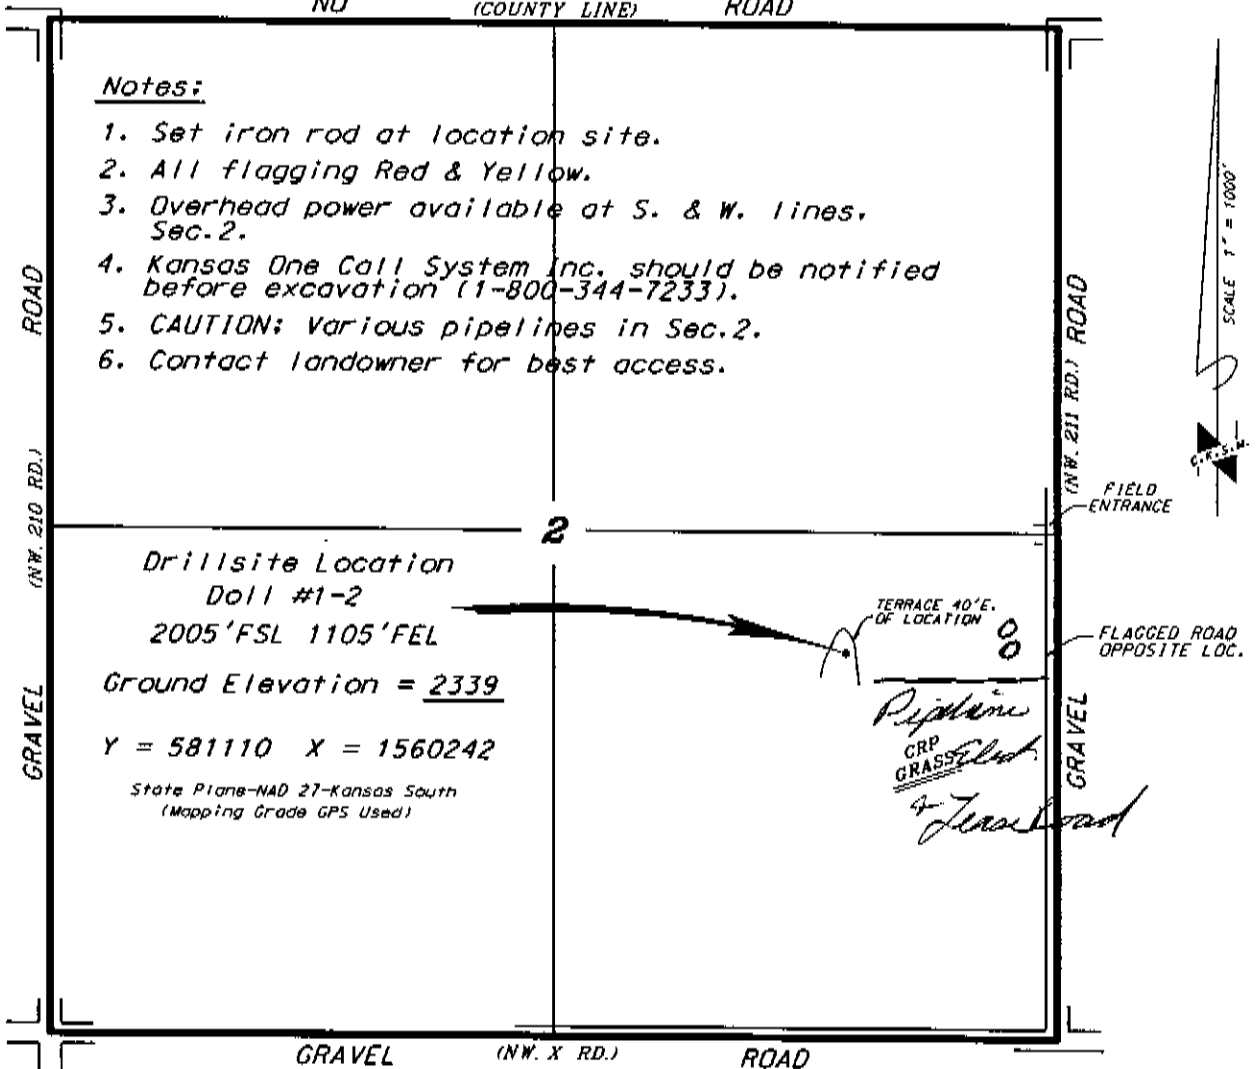 NO (COUNTY LINE) ROAD
Notes:
1. Set iron rod at location site.
2. All flagging Red & Yellow.
3. Overhead power available at S. & W. lines,
Sec.2.
4. Kansas One Call System Inc. should be notified
before excavation (1-800-344-7233).
5. CAUTION: Various pipelines in Sec.2.
6. Contact landowner for best access.
GRAVEL (NW. 210 RD.) ROAD
GRAVEL (NW. 211 RD.) ROAD
SCALE 1" = 1000'
C.K.S.M.
FIELD
ENTRANCE
2
Drillsite Location
Doll #1-2
2005'FSL 1105'FEL
Ground Elevation = 2339
Y = 581110 X = 1560242
State Plane-NAD 27-Kansas South
(Mapping Grade GPS Used)
TERRACE 40'E.
OF LOCATION
FLAGGED ROAD
OPPOSITE LOC.
Pipeline
CRP
GRASS
Elect.
& Lease Road
GRAVEL (NW. X RD.) ROAD